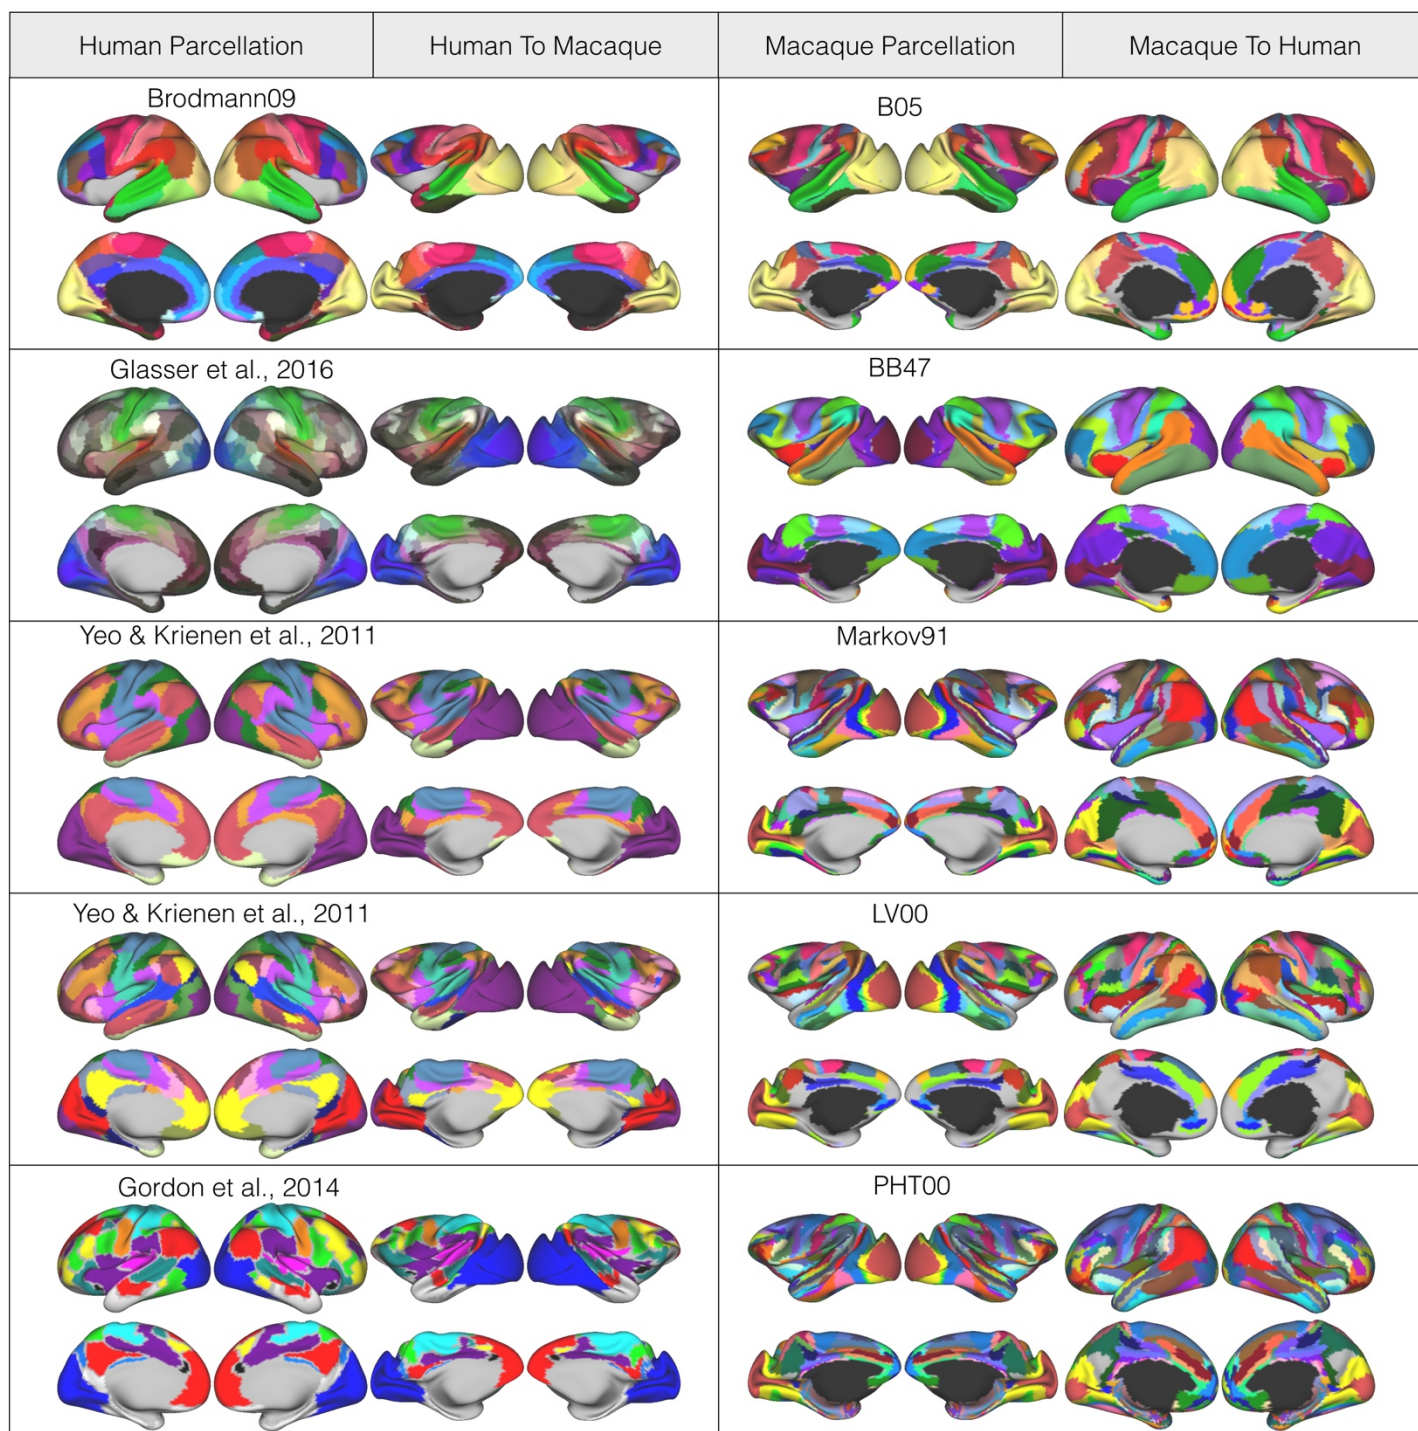 Human Parcellation
Human To Macaque
Macaque Parcellation
Macaque To Human
Brodmann09
B05
Glasser et al., 2016
BB47
Yeo & Krienen et al., 2011
Markov91
Yeo & Krienen et al., 2011
LV00
Gordon et al., 2014
PHT00